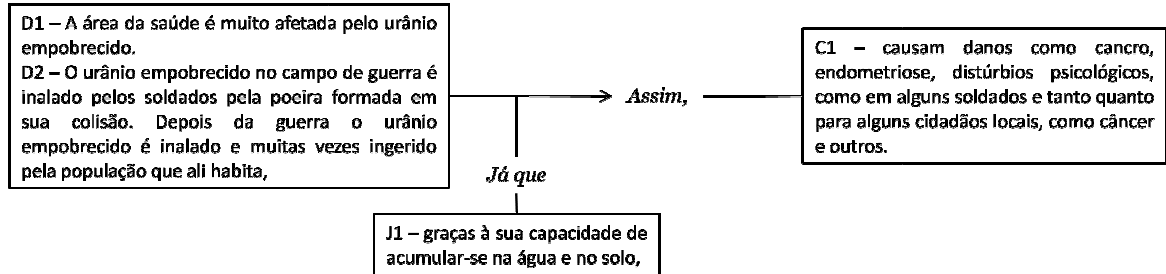 D1 – A área da saúde é muito afetada pelo urânio
empobrecido.
D2 – O urânio empobrecido no campo de guerra é
inalado pelos soldados pela poeira formada em
sua colisão. Depois da guerra o urânio
empobrecido é inalado e muitas vezes ingerido
pela população que ali habita,
Assim,
C1 – causam danos como cancro,
endometriose, distúrbios psicológicos,
como em alguns soldados e tanto quanto
para alguns cidadãos locais, como câncer
e outros.
Já que
J1 – graças à sua capacidade de
acumular-se na água e no solo,